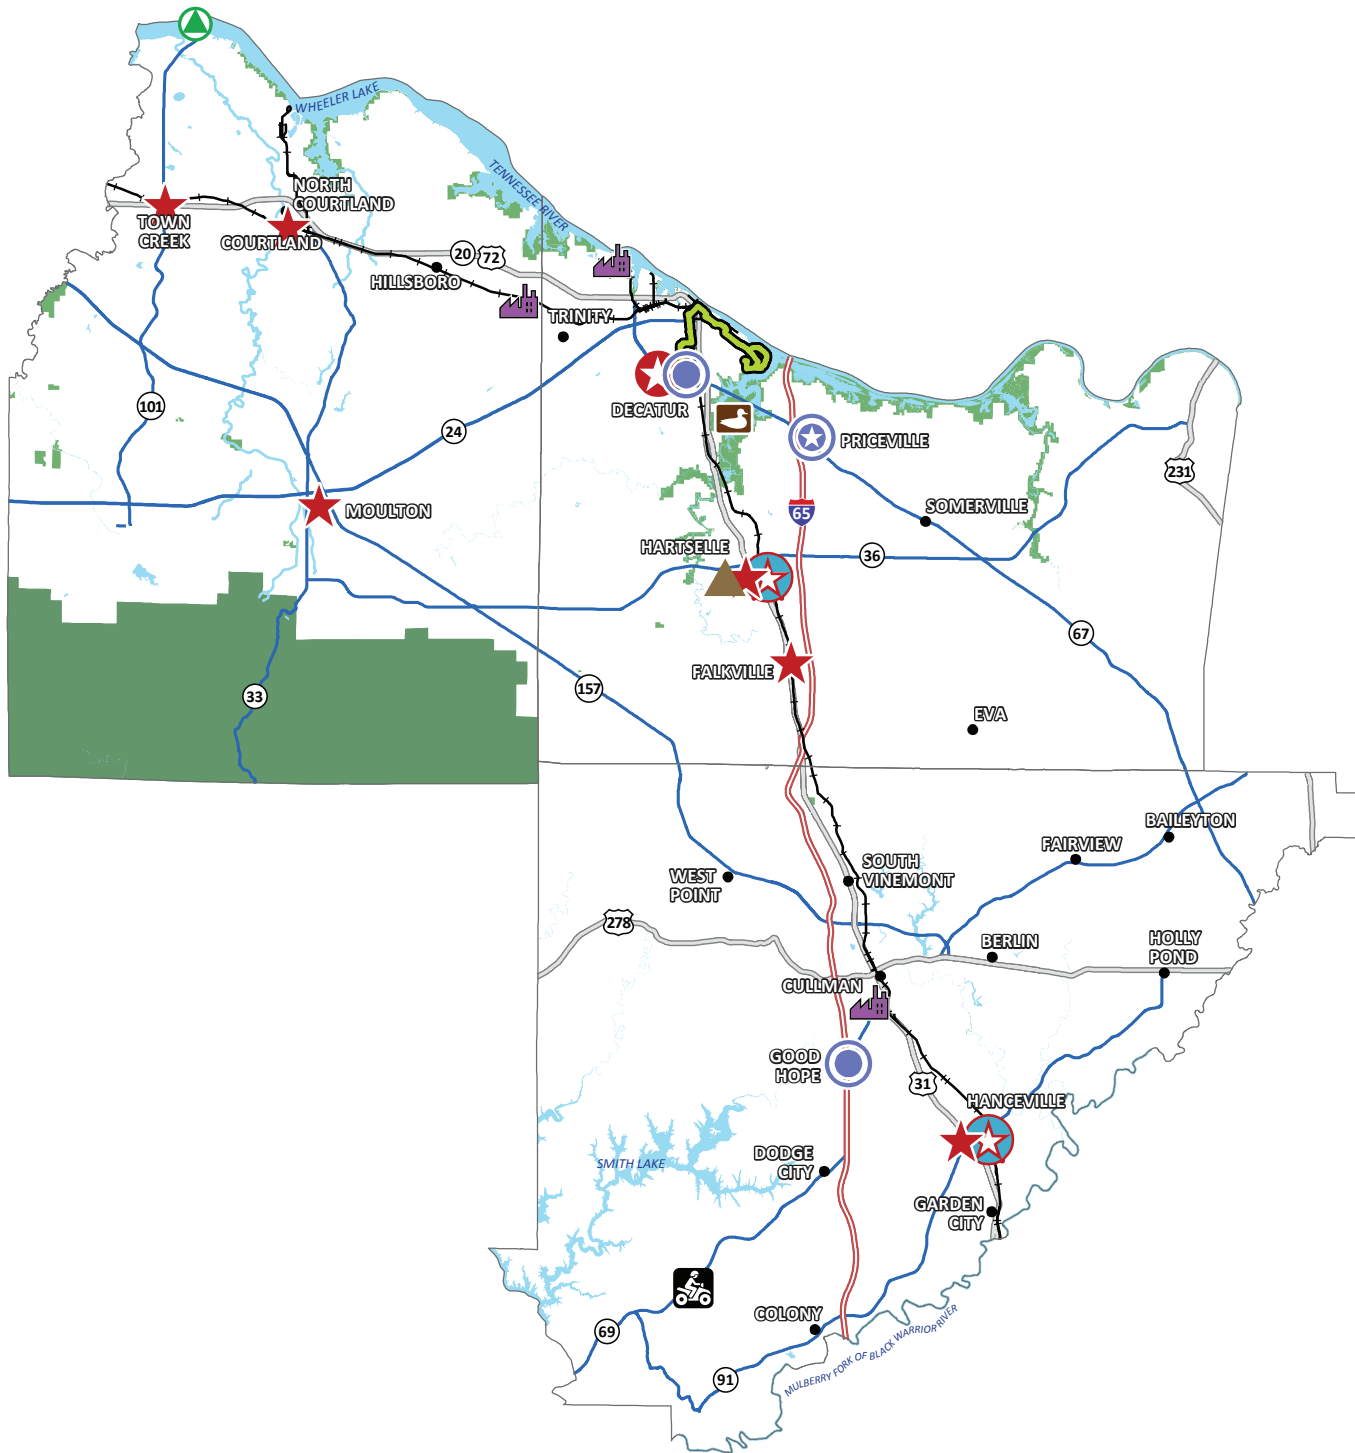 WHEELER LAKE
TENNESSEE RIVER
NORTH
COURTLAND
TOWN
CREEK
COURTLAND
20
72
HILLSBORO
TRINITY
DECATUR
101
24
PRICEVILLE
231
MOULTON
65
SOMERVILLE
HARTSELLE
36
67
FALKVILLE
33
157
EVA
BAILEYTON
FAIRVIEW
SOUTH
VINEMONT
WEST
POINT
278
BERLIN
HOLLY
POND
CULLMAN
GOOD
HOPE
31
HANCEVILLE
SMITH LAKE
DODGE
CITY
GARDEN
CITY
COLONY
69
91
MULBERRY FORK OF BLACK WARRIOR RIVER